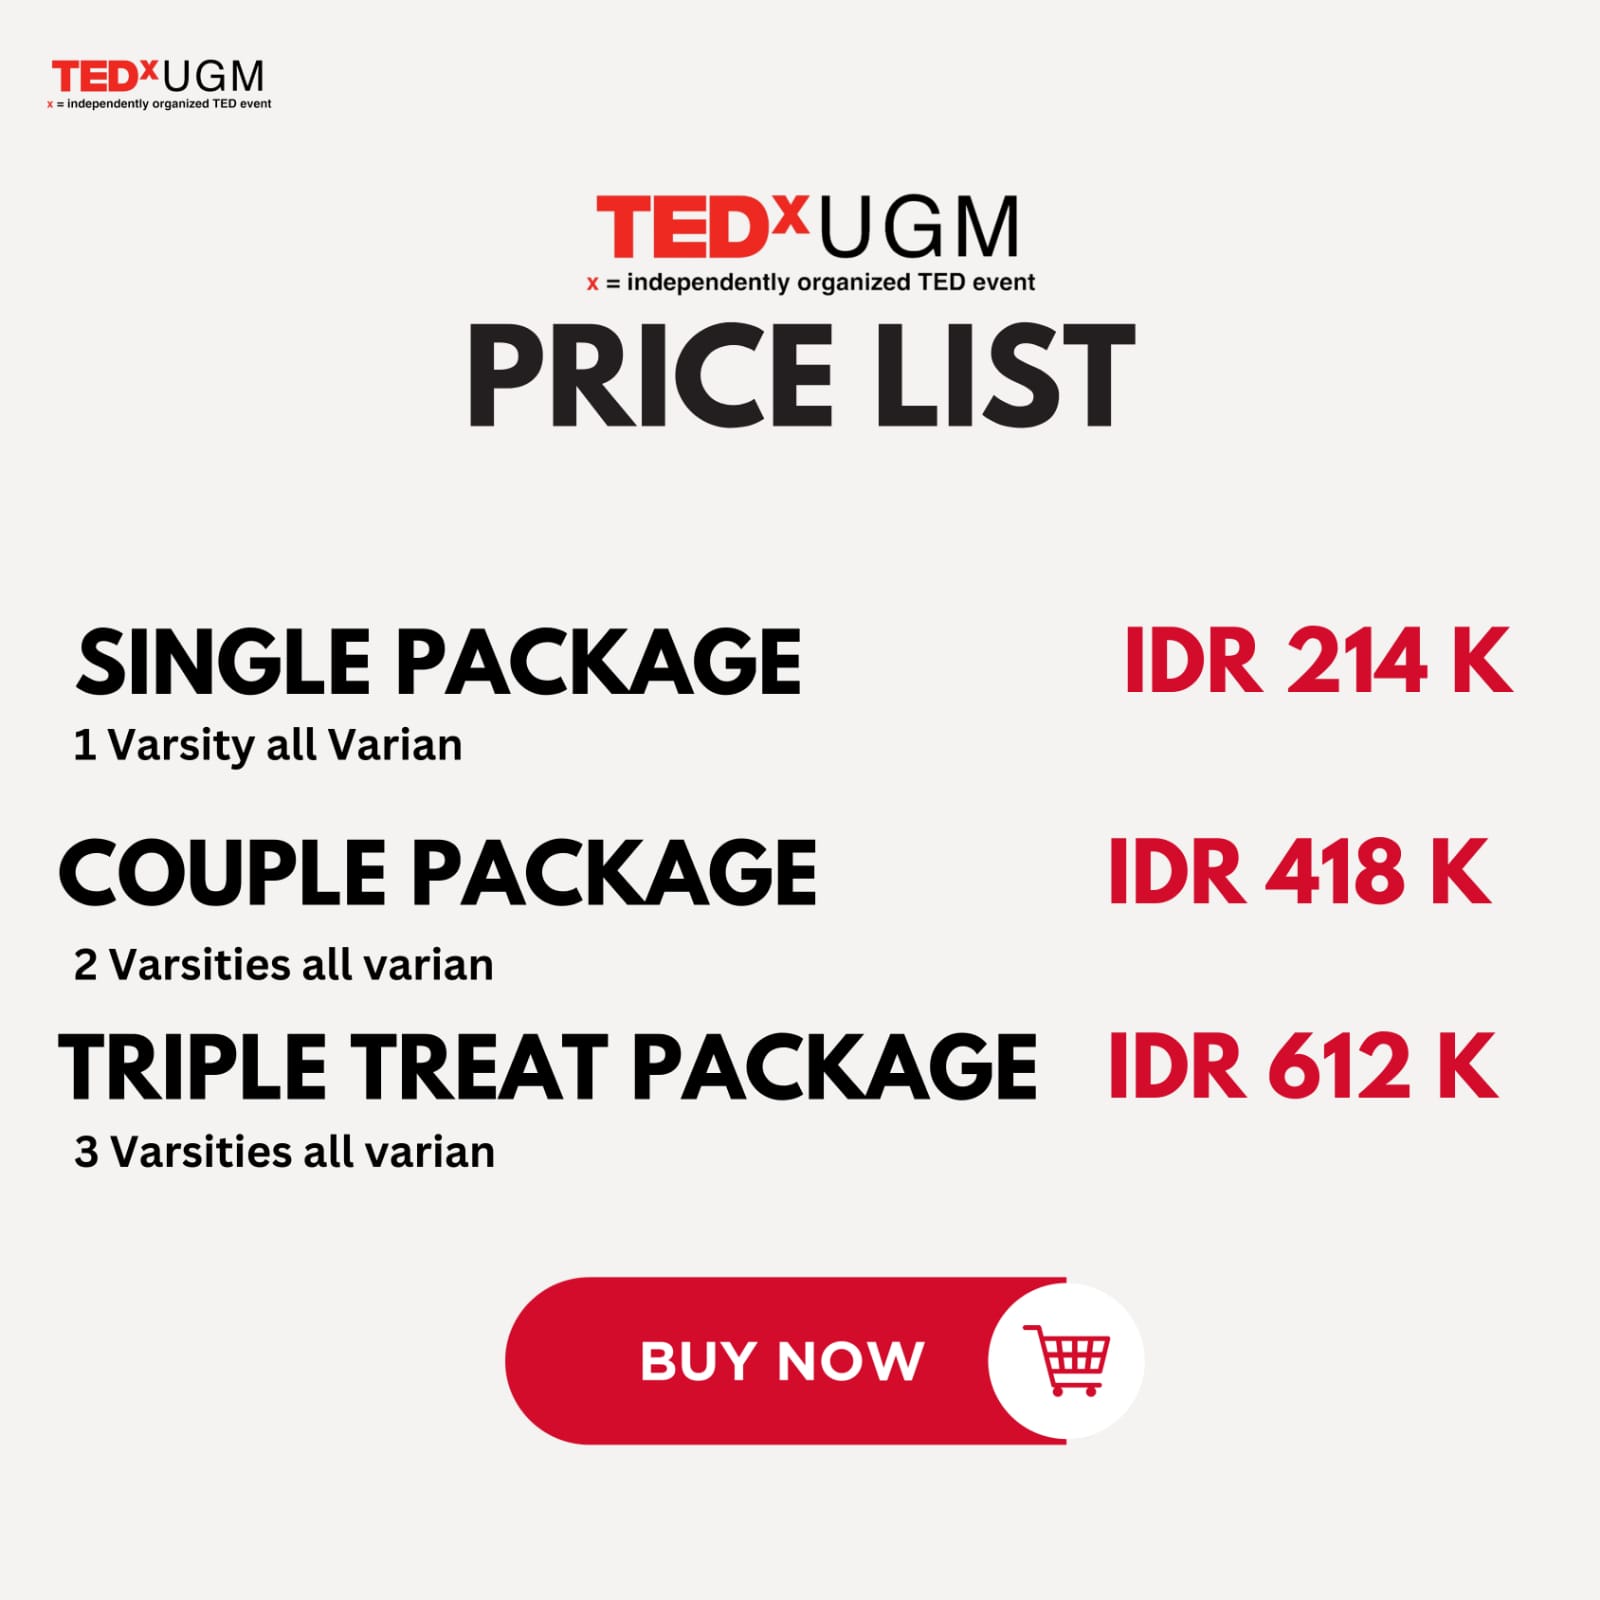 TEDxUGM
x = independently organized TED event
TEDxUGM
x = independently organized TED event
PRICE LIST
SINGLE PACKAGE IDR 214 K
1 Varsity all Varian
COUPLE PACKAGE IDR 418 K
2 Varsities all varian
TRIPLE TREAT PACKAGE IDR 612 K
3 Varsities all varian
BUY NOW